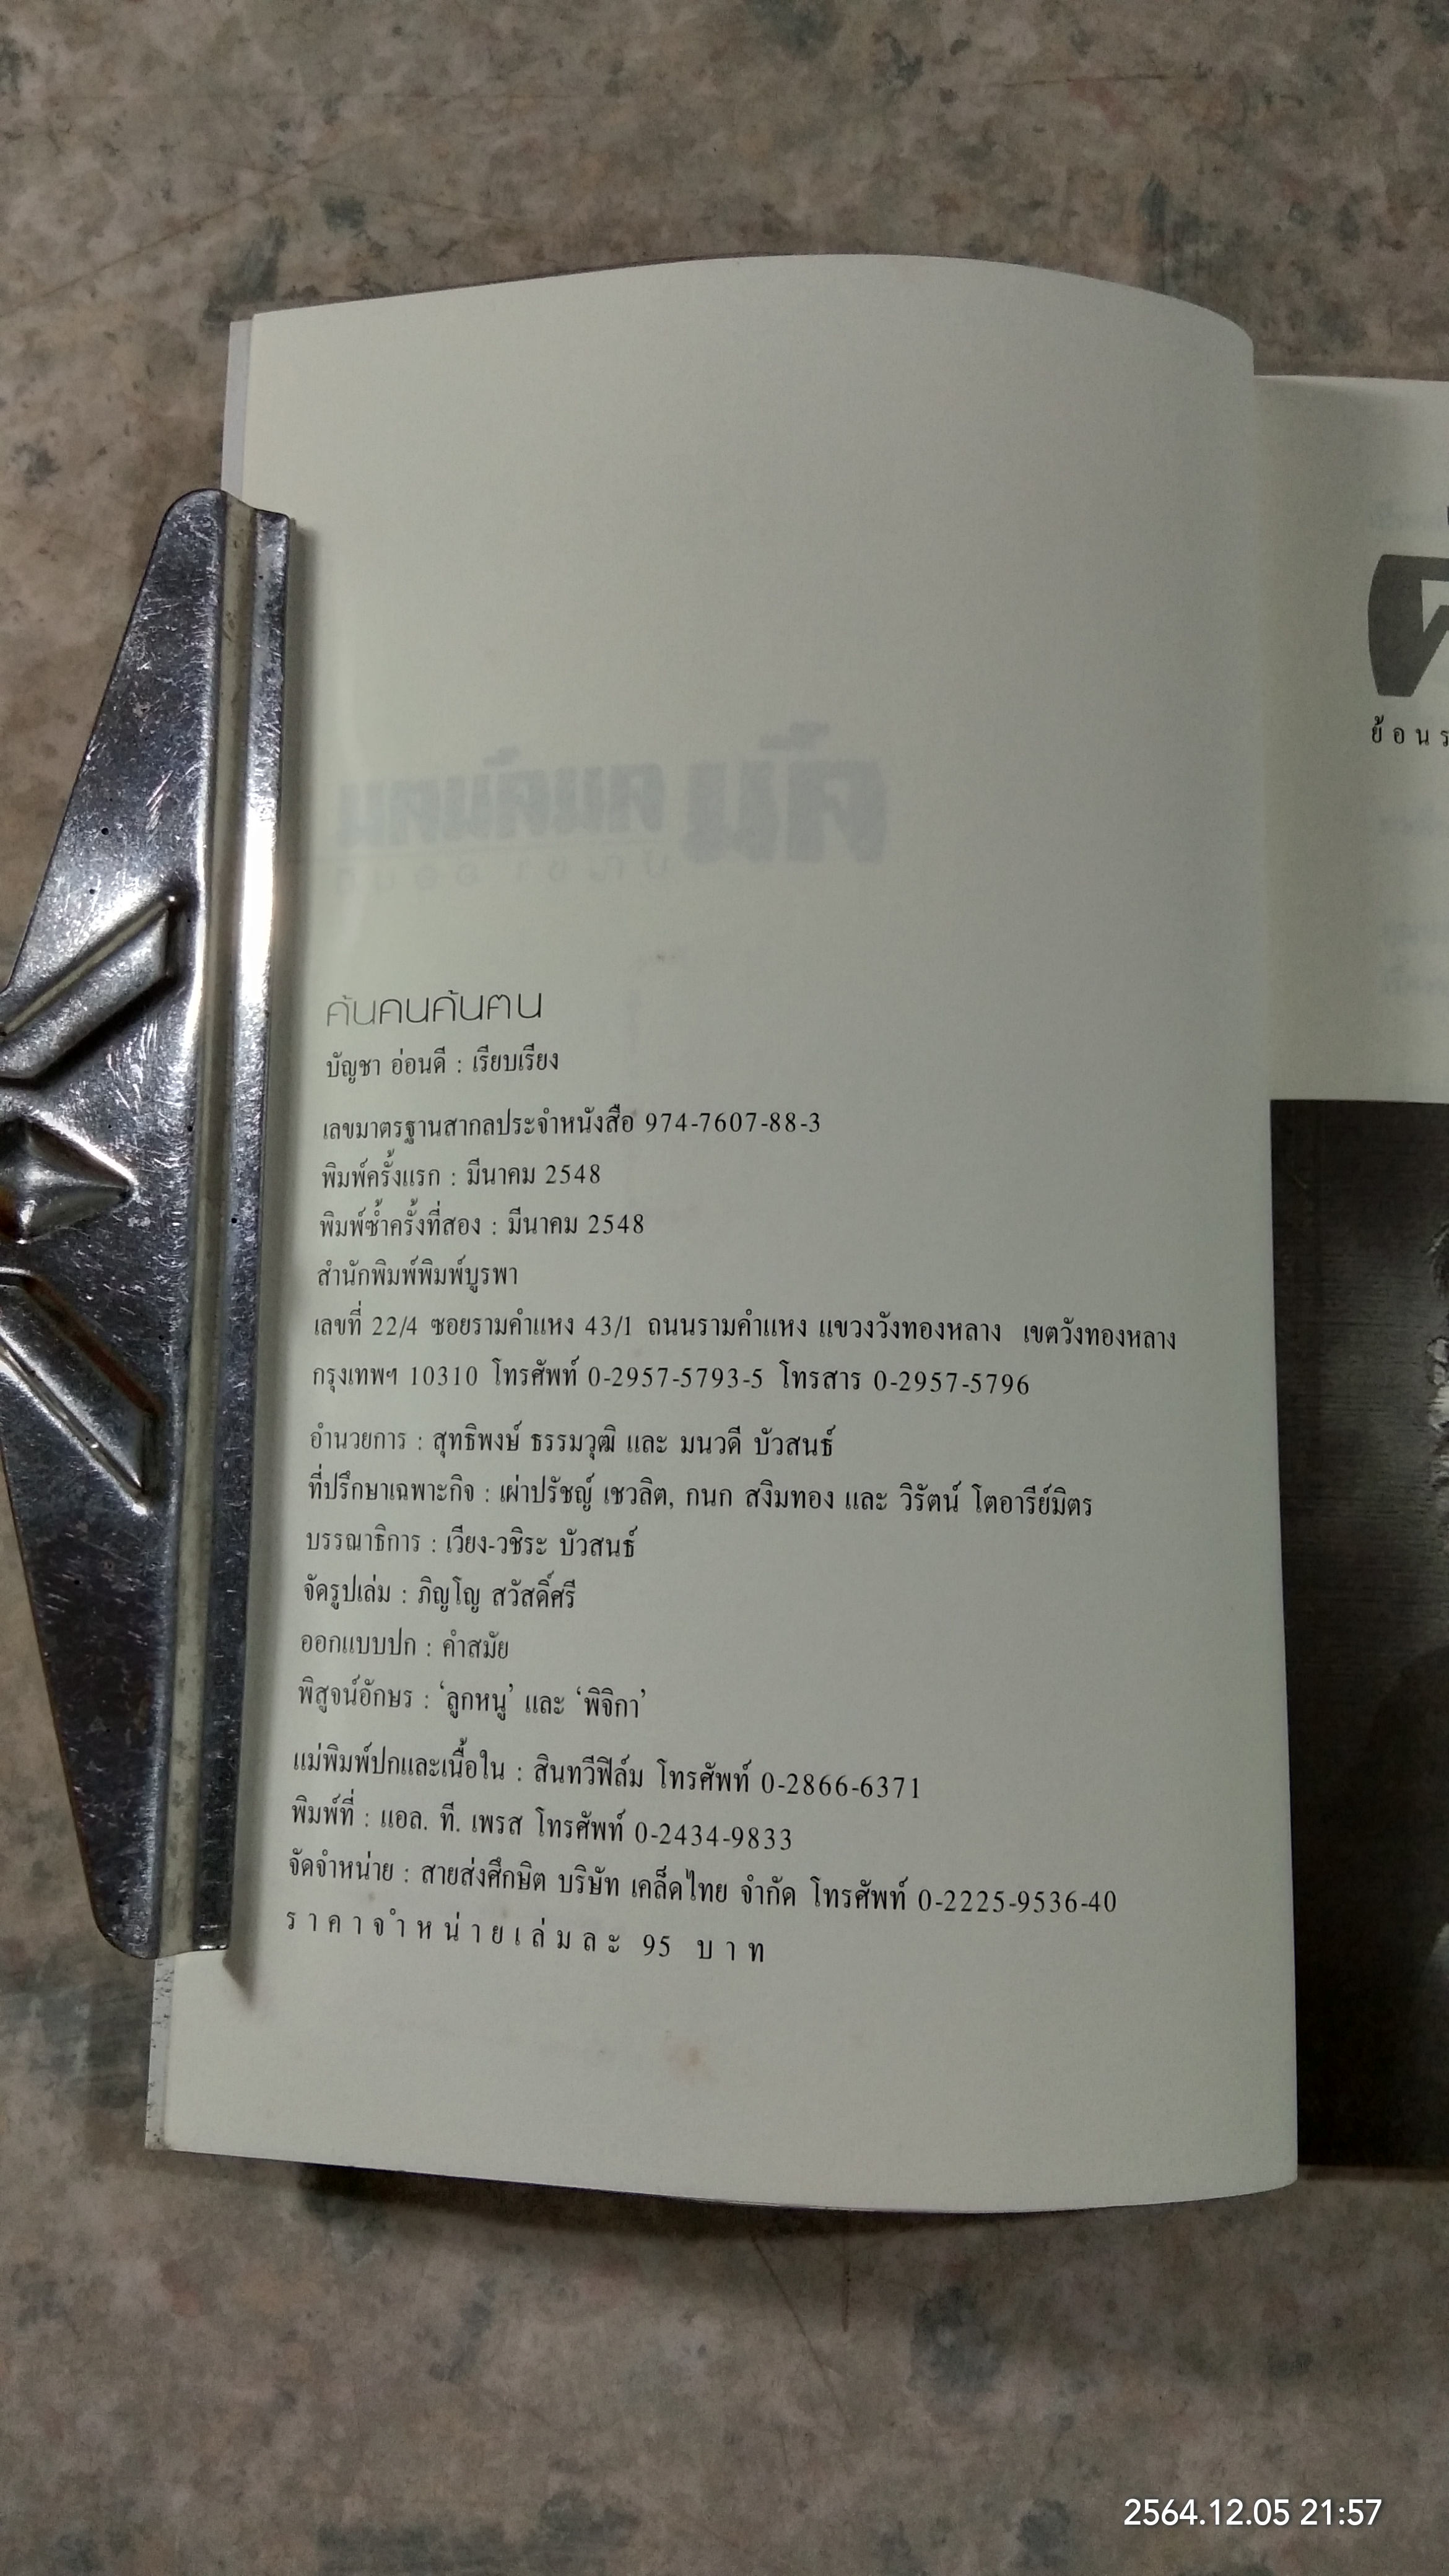 ค้นคนค้นฅน
บัญชา อ่อนดี : เรียบเรียง
เลขมาตรฐานสากลประจำหนังสือ 974-7607-88-3
พิมพ์ครั้งแรก : มีนาคม 2548
พิมพ์ซ้ำครั้งที่สอง : มีนาคม 2548
สำนักพิมพ์พิมพ์บูรพา
เลขที่ 22/4 ซอยรามคำแหง 43/1 ถนนรามคำแหง แขวงวังทองหลาง เขตวังทองหลาง
กรุงเทพฯ 10310 โทรศัพท์ 0-2957-5793-5 โทรสาร 0-2957-5796
อำนวยการ : สุทธิพงษ์ ธรรมวุฒิ และ มนวดี บัวสนธ์
ที่ปรึกษาเฉพาะกิจ : เผ่าปรัชญ์ เชวลิต, กนก สงิมทอง และ วิรัตน์ โตอารีย์มิตร
บรรณาธิการ : เวียง-วชิระ บัวสนธ์
จัดรูปเล่ม : ภิญโญ สวัสดิ์ศรี
ออกแบบปก : คำสมัย
พิสูจน์อักษร : ‘ลูกหนู’ และ ‘พิจิกา’
แม่พิมพ์ปกและเนื้อใน : สินทวีฟิล์ม โทรศัพท์ 0-2866-6371
พิมพ์ที่ : แอล. ที. เพรส โทรศัพท์ 0-2434-9833
จัดจำหน่าย : สายส่งศึกษิต บริษัท เคล็ดไทย จำกัด โทรศัพท์ 0-2225-9536-40
ราคาจำหน่ายเล่มละ 95 บาท
ย้อนร
2564.12.05 21:57